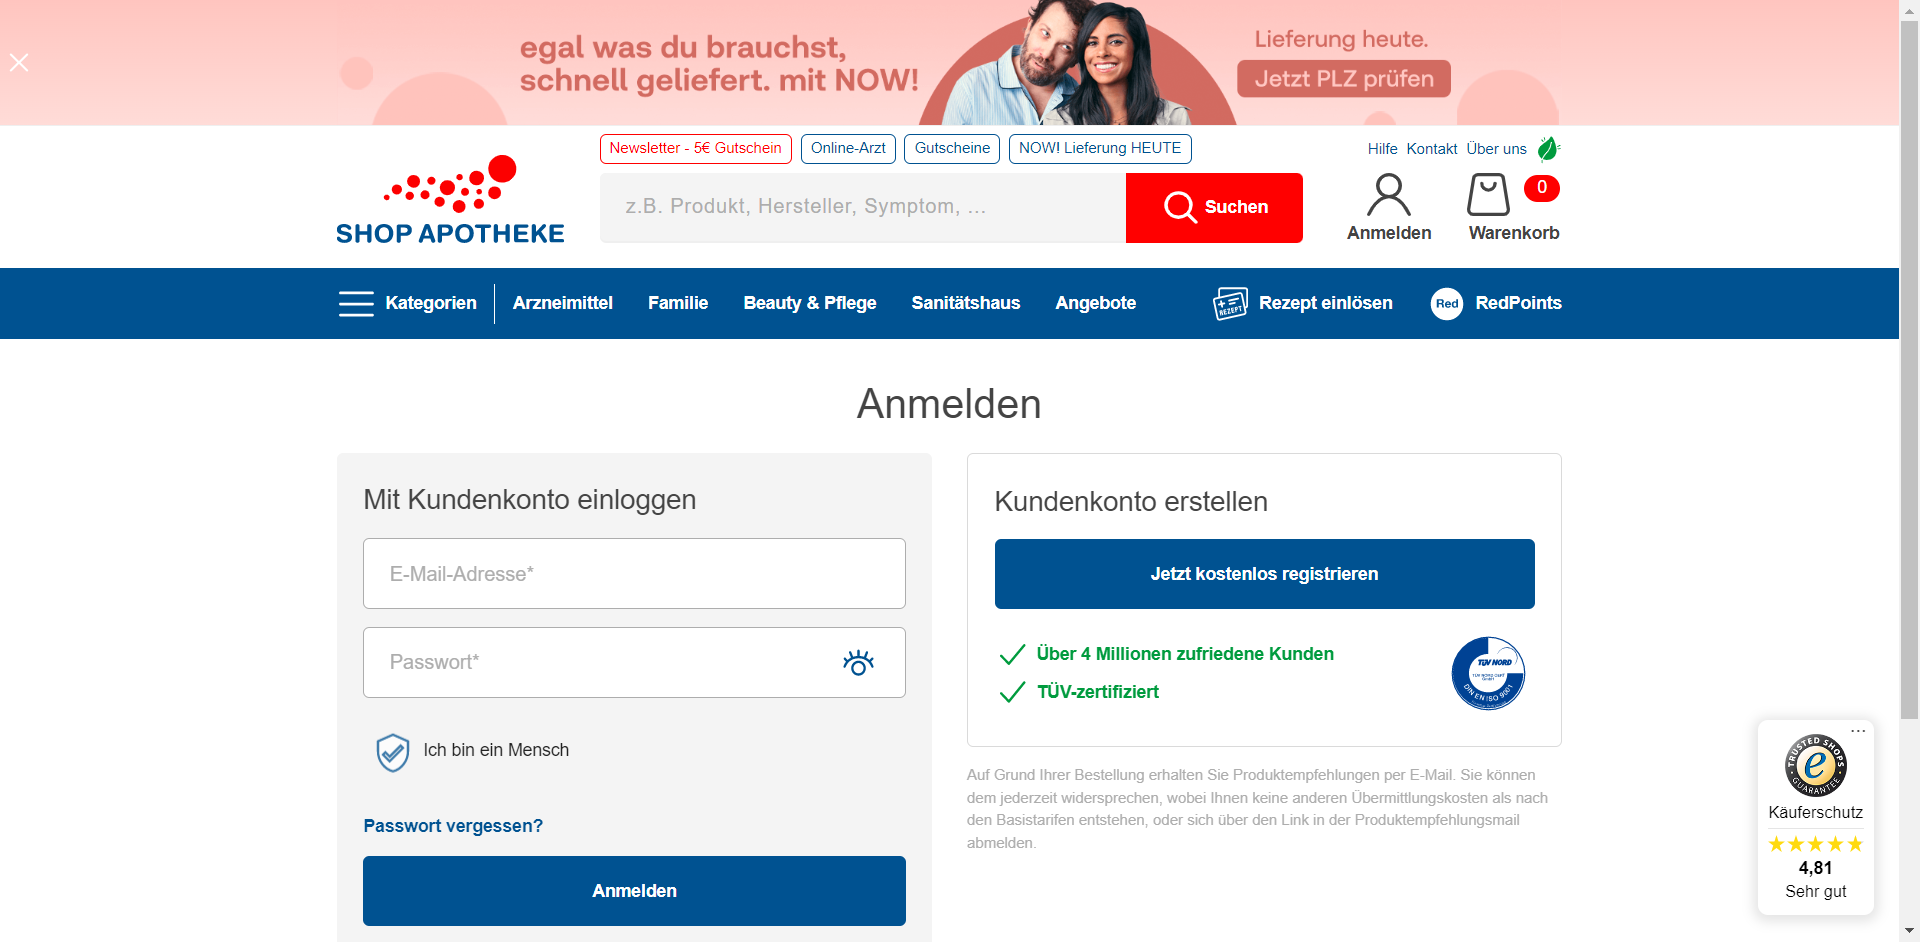 egal was du brauchst,
schnell geliefert. mit NOW!
Lieferung heute.
Jetzt PLZ prüfen
Newsletter - 5€ Gutschein
Online-Arzt
Gutscheine
NOW! Lieferung HEUTE
Hilfe
Kontakt
Über uns
SHOP APOTHEKE
z.B. Produkt, Hersteller, Symptom, ...
Suchen
Anmelden
0
Warenkorb
Kategorien
Arzneimittel
Familie
Beauty & Pflege
Sanitätshaus
Angebote
REZEPT
Rezept einlösen
Red
RedPoints
Anmelden
Mit Kundenkonto einloggen
E-Mail-Adresse*
Passwort*
Ich bin ein Mensch
Passwort vergessen?
Anmelden
Kundenkonto erstellen
Jetzt kostenlos registrieren
Über 4 Millionen zufriedene Kunden
TÜV-zertifiziert
TÜV NORD
TÜV NORD CERT
GmbH
DIN EN ISO 9001
Auf Grund Ihrer Bestellung erhalten Sie Produktempfehlungen per E-Mail. Sie können
dem jederzeit widersprechen, wobei Ihnen keine anderen Übermittlungskosten als nach
den Basistarifen entstehen, oder sich über den Link in der Produktempfehlungsmail
abmelden.
TRUSTED SHOPS
e
GUARANTEE
Käuferschutz
4,81
Sehr gut